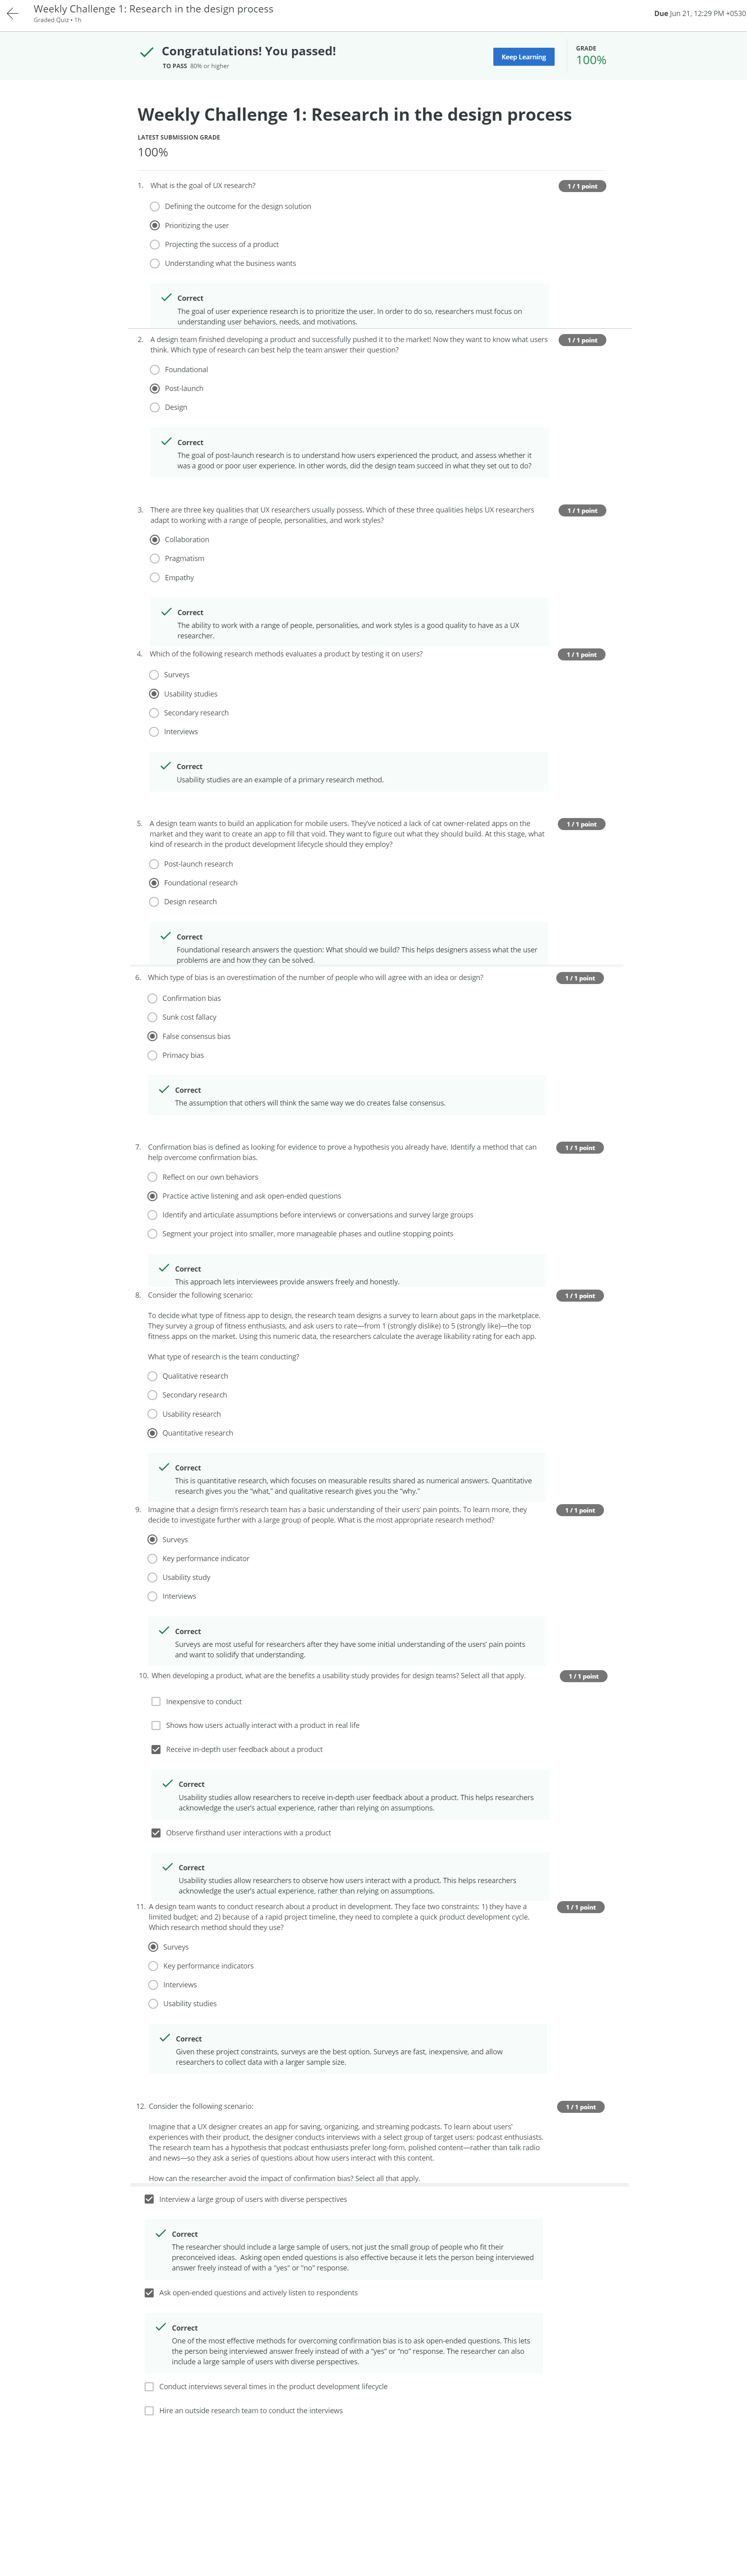 Weekly Challenge 1: Research in the design process
Graded Quiz • 1h
Due Jun 21, 12:29 PM +0530
Congratulations! You passed!
TO PASS 80% or higher
Keep Learning
GRADE
100%
Weekly Challenge 1: Research in the design process
LATEST SUBMISSION GRADE
100%
1. What is the goal of UX research?
1 / 1 point
Defining the outcome for the design solution
Prioritizing the user
Projecting the success of a product
Understanding what the business wants
Correct
The goal of user experience research is to prioritize the user. In order to do so, researchers must focus on
understanding user behaviors, needs, and motivations.
2. A design team finished developing a product and successfully pushed it to the market! Now they want to know what users
think. Which type of research can best help the team answer their question?
1 / 1 point
Foundational
Post-launch
Design
Correct
The goal of post-launch research is to understand how users experienced the product, and assess whether it
was a good or poor user experience. In other words, did the design team succeed in what they set out to do?
3. There are three key qualities that UX researchers usually possess. Which of these three qualities helps UX researchers
adapt to working with a range of people, personalities, and work styles?
1 / 1 point
Collaboration
Pragmatism
Empathy
Correct
The ability to work with a range of people, personalities, and work styles is a good quality to have as a UX
researcher.
4. Which of the following research methods evaluates a product by testing it on users?
1 / 1 point
Surveys
Usability studies
Secondary research
Interviews
Correct
Usability studies are an example of a primary research method.
5. A design team wants to build an application for mobile users. They've noticed a lack of cat owner-related apps on the
market and they want to create an app to fill that void. They want to figure out what they should build. At this stage, what
kind of research in the product development lifecycle should they employ?
1 / 1 point
Post-launch research
Foundational research
Design research
Correct
Foundational research answers the question: What should we build? This helps designers assess what the user
problems are and how they can be solved.
6. Which type of bias is an overestimation of the number of people who will agree with an idea or design?
1 / 1 point
Confirmation bias
Sunk cost fallacy
False consensus bias
Primacy bias
Correct
The assumption that others will think the same way we do creates false consensus.
7. Confirmation bias is defined as looking for evidence to prove a hypothesis you already have. Identify a method that can
help overcome confirmation bias.
1 / 1 point
Reflect on our own behaviors
Practice active listening and ask open-ended questions
Identify and articulate assumptions before interviews or conversations and survey large groups
Segment your project into smaller, more manageable phases and outline stopping points
Correct
This approach lets interviewees provide answers freely and honestly.
8. Consider the following scenario:
1 / 1 point
To decide what type of fitness app to design, the research team designs a survey to learn about gaps in the marketplace.
They survey a group of fitness enthusiasts, and ask users to rate—from 1 (strongly dislike) to 5 (strongly like)—the top
fitness apps on the market. Using this numeric data, the researchers calculate the average likability rating for each app.
What type of research is the team conducting?
Qualitative research
Secondary research
Usability research
Quantitative research
Correct
This is quantitative research, which focuses on measurable results shared as numerical answers. Quantitative
research gives you the “what,” and qualitative research gives you the “why.”
9. Imagine that a design firm's research team has a basic understanding of their users' pain points. To learn more, they
decide to investigate further with a large group of people. What is the most appropriate research method?
1 / 1 point
Surveys
Key performance indicator
Usability study
Interviews
Correct
Surveys are most useful for researchers after they have some initial understanding of the users' pain points
and want to solidify that understanding.
10. When developing a product, what are the benefits a usability study provides for design teams? Select all that apply.
1 / 1 point
Inexpensive to conduct
Shows how users actually interact with a product in real life
Receive in-depth user feedback about a product
Correct
Usability studies allow researchers to receive in-depth user feedback about a product. This helps researchers
acknowledge the user's actual experience, rather than relying on assumptions.
Observe firsthand user interactions with a product
Correct
Usability studies allow researchers to observe how users interact with a product. This helps researchers
acknowledge the user's actual experience, rather than relying on assumptions.
11. A design team wants to conduct research about a product in development. They face two constraints: 1) they have a
limited budget; and 2) because of a rapid project timeline, they need to complete a quick product development cycle.
Which research method should they use?
1 / 1 point
Surveys
Key performance indicators
Interviews
Usability studies
Correct
Given these project constraints, surveys are the best option. Surveys are fast, inexpensive, and allow
researchers to collect data with a larger sample size.
12. Consider the following scenario:
1 / 1 point
Imagine that a UX designer creates an app for saving, organizing, and streaming podcasts. To learn about users'
experiences with their product, the designer conducts interviews with a select group of target users: podcast enthusiasts.
The research team has a hypothesis that podcast enthusiasts prefer long-form, polished content—rather than talk radio
and news—so they ask a series of questions about how users interact with this content.
How can the researcher avoid the impact of confirmation bias? Select all that apply.
Interview a large group of users with diverse perspectives
Correct
The researcher should include a large sample of users, not just the small group of people who fit their
preconceived ideas. Asking open ended questions is also effective because it lets the person being interviewed
answer freely instead of with a "yes" or "no" response.
Ask open-ended questions and actively listen to respondents
Correct
One of the most effective methods for overcoming confirmation bias is to ask open-ended questions. This lets
the person being interviewed answer freely instead of with a “yes” or “no” response. The researcher can also
include a large sample of users with diverse perspectives.
Conduct interviews several times in the product development lifecycle
Hire an outside research team to conduct the interviews